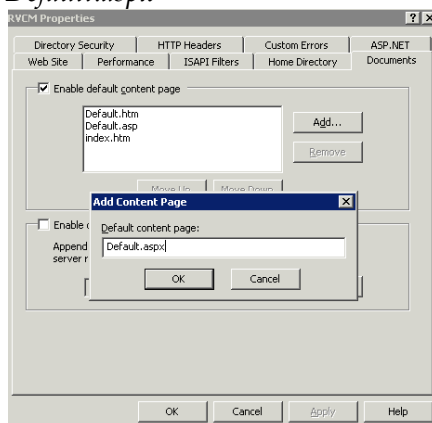 RVCM Properties
Directory Security HTTP Headers Custom Errors ASP.NET
Web Site Performance ISAPI Filters Home Directory Documents
Enable default content page
Default.htm
Default.asp
index.htm
Add...
Remove
Move Up Move Down
Add Content Page
Enable
Default content page:
Append
Default.aspx
server r
OK Cancel
OK Cancel Apply Help